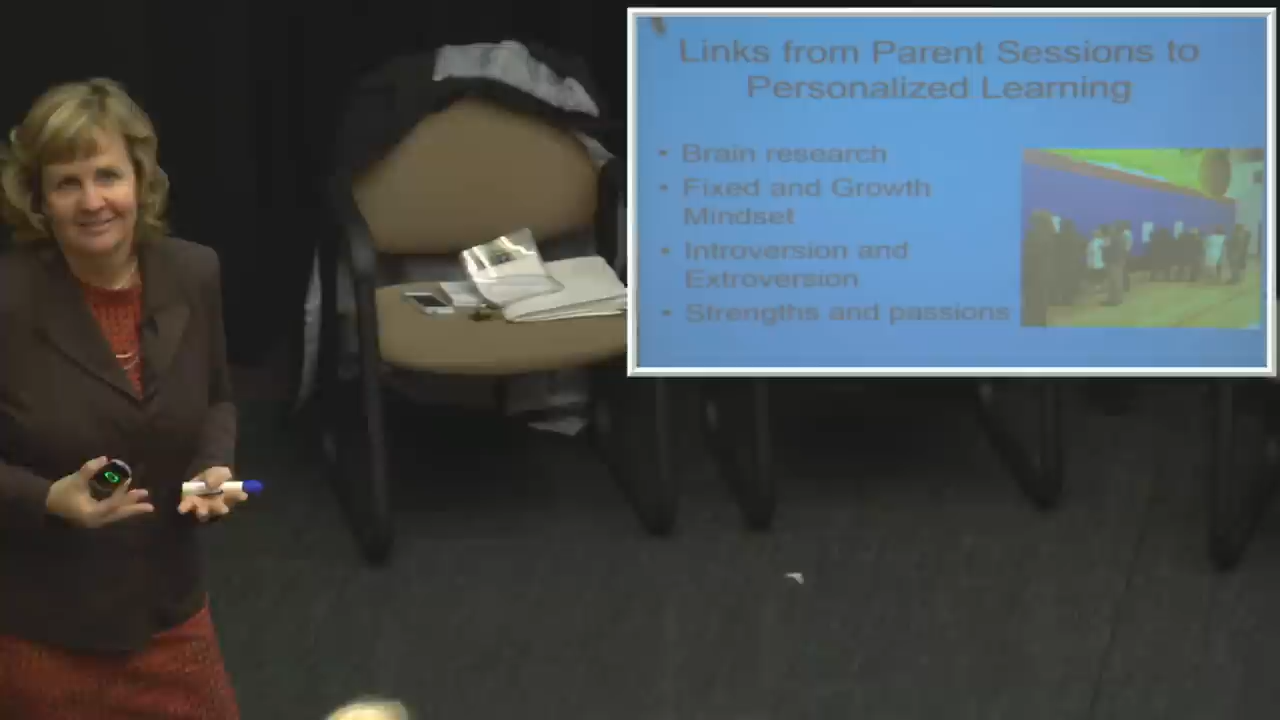 Links from Parent Sessions to
Personalized Learning
• Brain research
• Fixed and Growth
Mindset
• Introversion and
Extroversion
• Strengths and passions